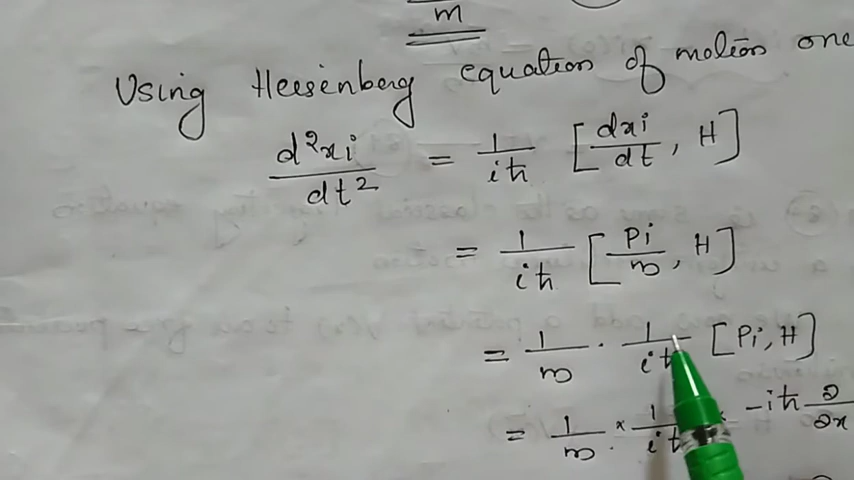 m
Using Heisenberg equation of motion one
d²xi / dt² = 1 / iħ [dxi / dt , H]
= 1 / iħ [Pi / m , H]
= 1 / m · 1 / iħ [Pi, H]
= 1 / m × 1 / iħ × -iħ ∂ / ∂x